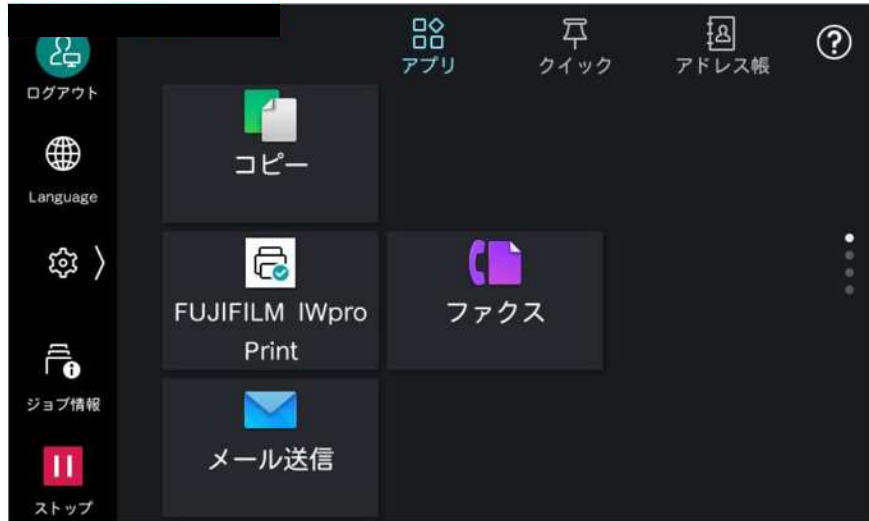 アプリ
クイック
アドレス帳
?
ログアウト
Language
ジョブ情報
ストップ
コピー
FUJIFILM IWpro
Print
ファクス
メール送信